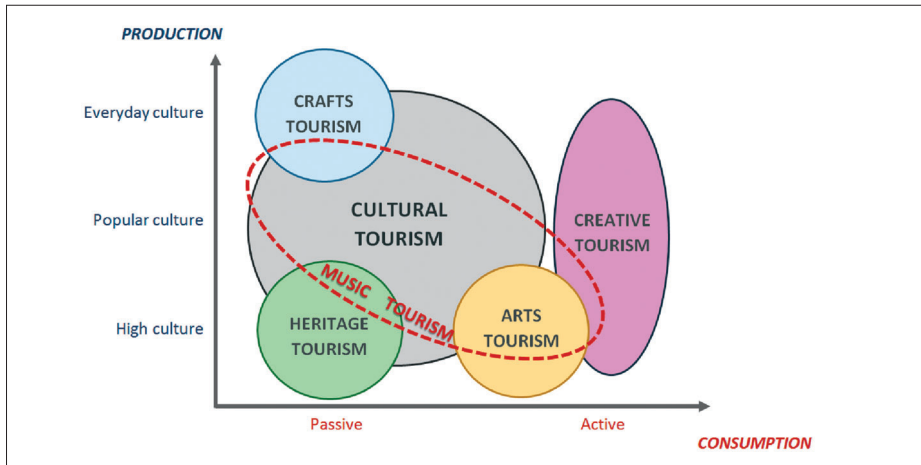 PRODUCTION
Everyday culture
CRAFTS
TOURISM
Popular culture
CULTURAL
TOURISM
CREATIVE
TOURISM
MUSIC TOURISM
High culture
HERITAGE
TOURISM
ARTS
TOURISM
Passive
Active
CONSUMPTION